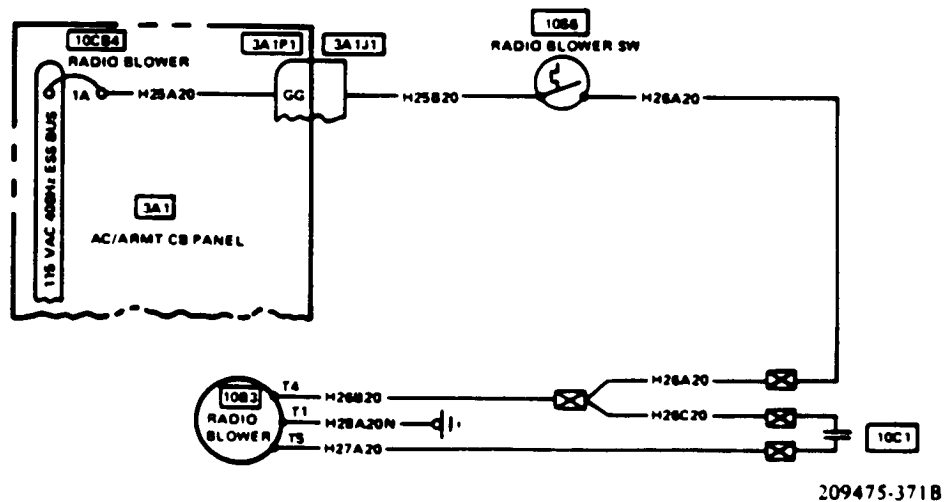 10CB4
RADIO BLOWER
3A1P1
3A1J1
10S6
RADIO BLOWER SW
1A
H25A20
GG
H25B20
H26A20
115 VAC 400Hz ESS BUS
3A1
AC/ARMT CB PANEL
10B3
RADIO
BLOWER
T4
H26B20
H26A20
T1
H28A20N
H26C20
T5
H27A20
10C1
209475-371B